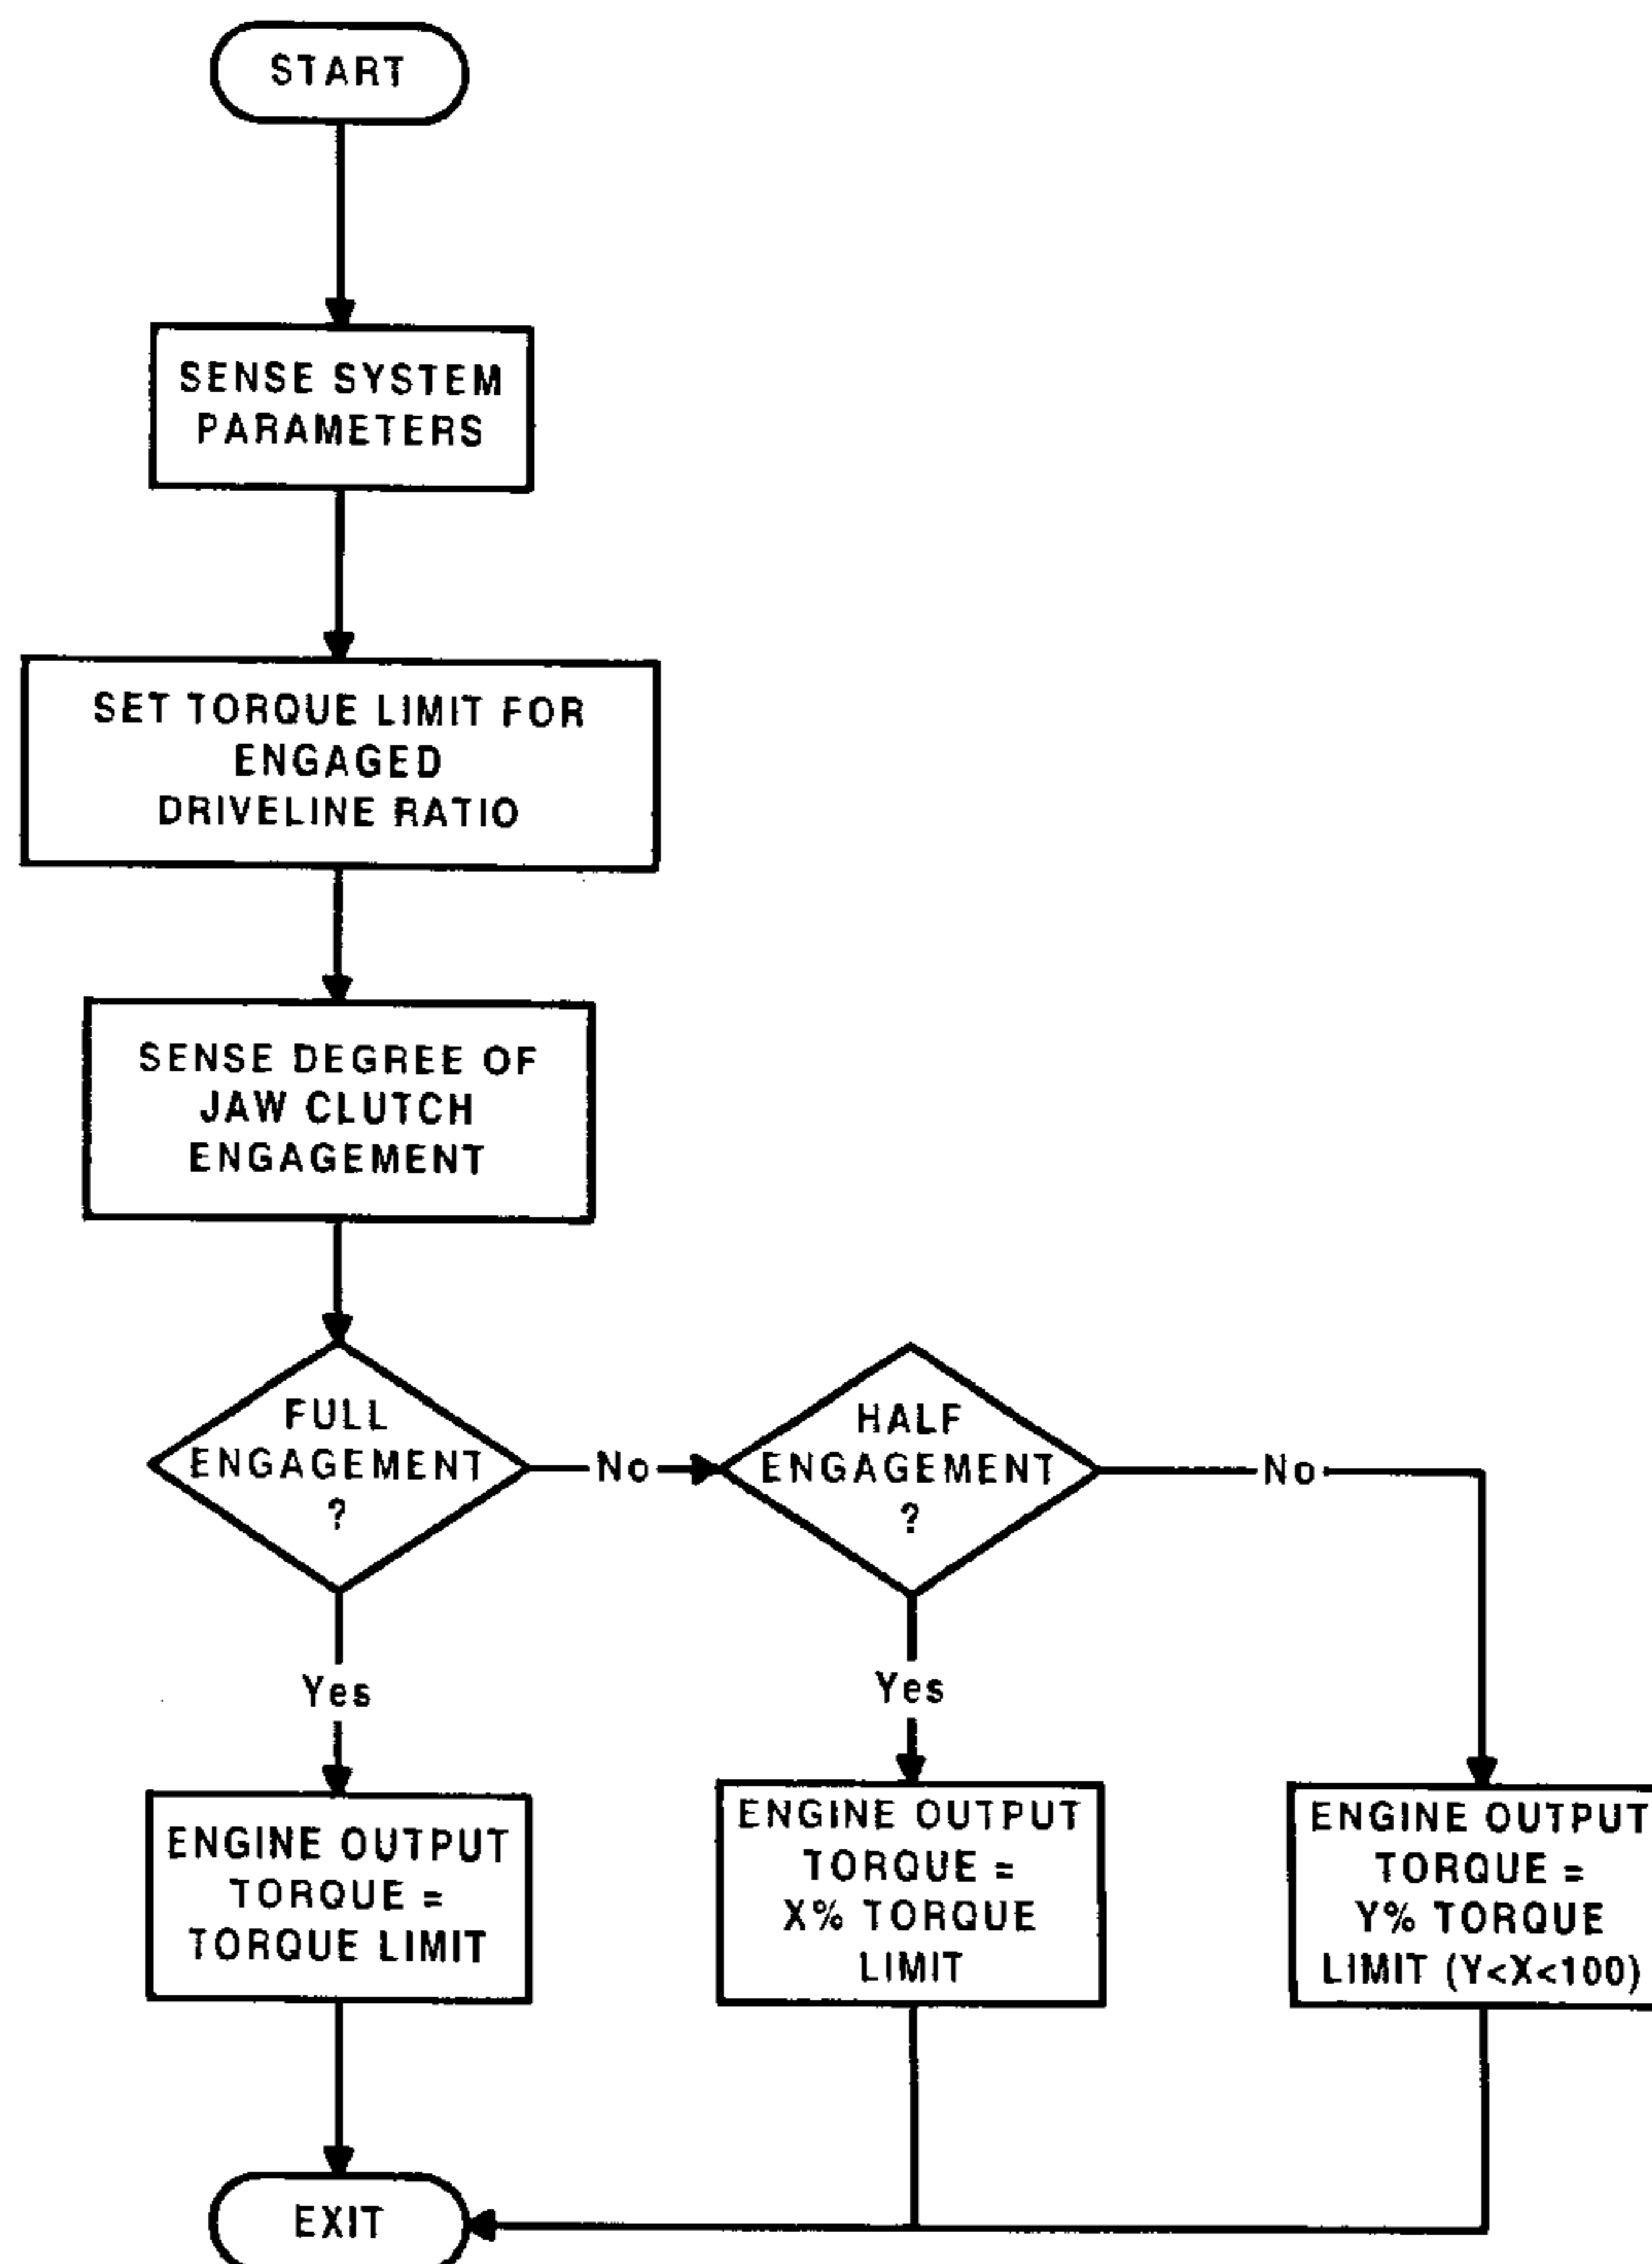 START
SENSE SYSTEM
PARAMETERS
SET TORQUE LIMIT FOR
ENGAGED
DRIVELINE RATIO
SENSE DEGREE OF
JAW CLUTCH
ENGAGEMENT
FULL
ENGAGEMENT
?
No
HALF
ENGAGEMENT
?
No
Yes
Yes
ENGINE OUTPUT
TORQUE =
TORQUE LIMIT
ENGINE OUTPUT
TORQUE =
X% TORQUE
LIMIT
ENGINE OUTPUT
TORQUE =
Y% TORQUE
LIMIT (Y<X<100)
EXIT